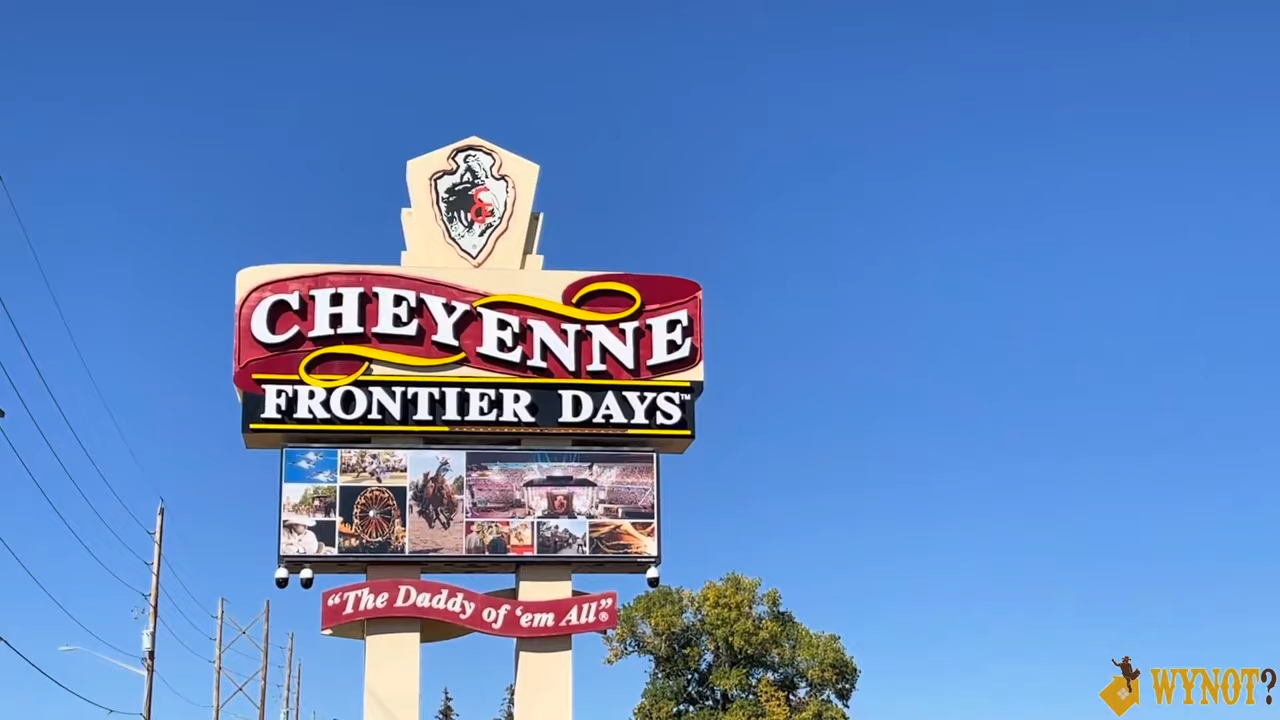 CHEYENNE
FRONTIER DAYS™
"The Daddy of 'em All"®
WYNOT?